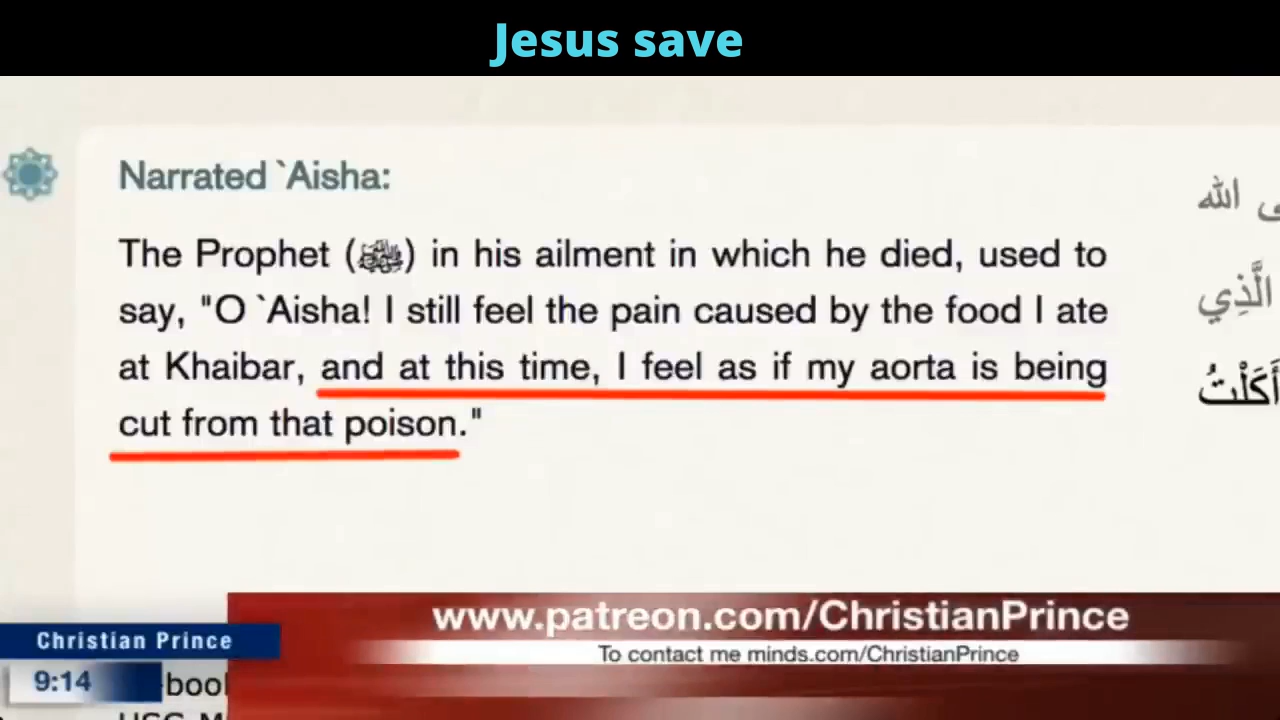 Jesus save
Narrated `Aisha:
The Prophet (ﷺ) in his ailment in which he died, used to
say, "O `Aisha! I still feel the pain caused by the food I ate
at Khaibar, and at this time, I feel as if my aorta is being
cut from that poison."
ى الله
الَّذِي
أَكَلْتُ
www.patreon.com/ChristianPrince
To contact me minds.com/ChristianPrince
Christian Prince
9:14